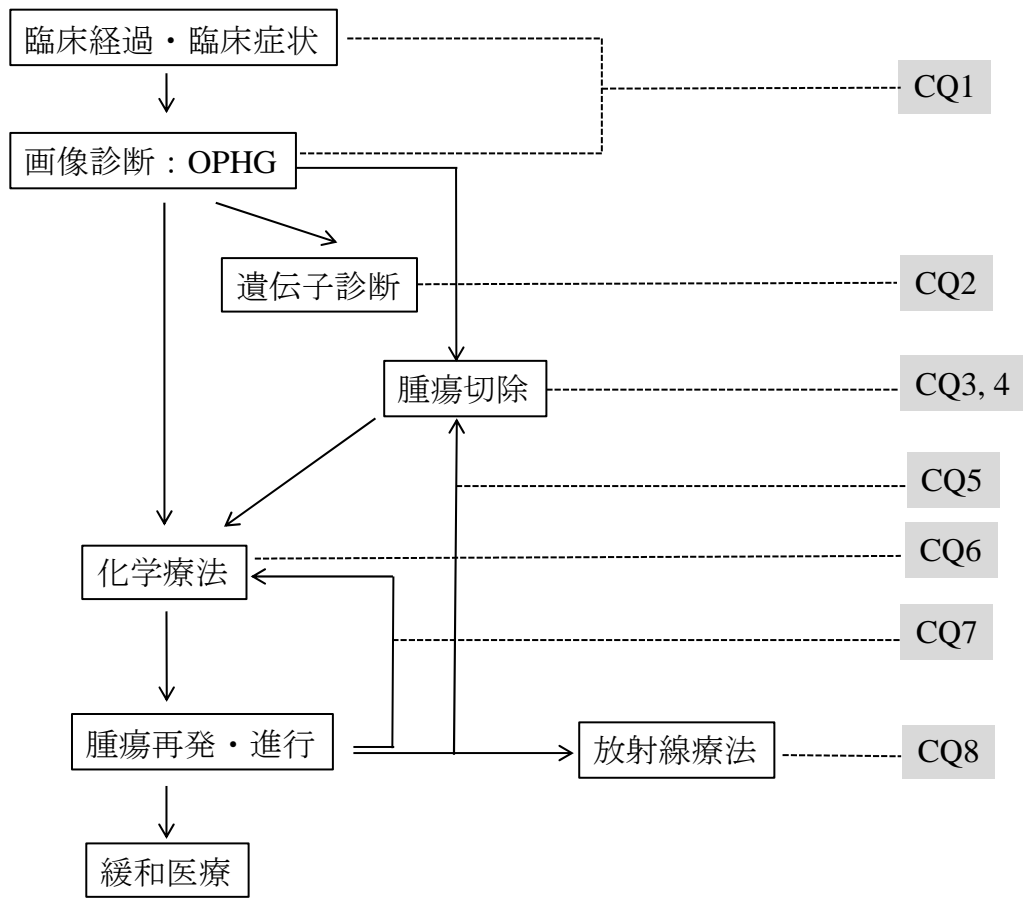 臨床経過・臨床症状
CQ1
画像診断：OPHG
遺伝子診断
CQ2
腫瘍切除
CQ3, 4
CQ5
化学療法
CQ6
CQ7
腫瘍再発・進行
放射線療法
CQ8
緩和医療